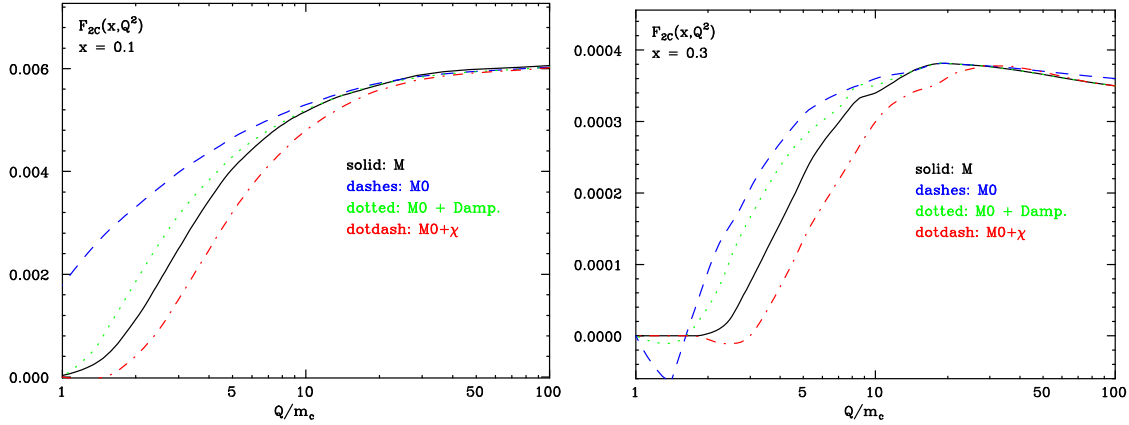 F2C(x,Q2)
x = 0.1
0.006
0.004
0.002
0.000
solid: M
dashes: M0
dotted: M0 + Damp.
dotdash: M0+χ
1
5
10
50
100
Q/mc
F2C(x,Q2)
x = 0.3
0.0004
0.0003
0.0002
0.0001
0.0000
solid: M
dashes: M0
dotted: M0 + Damp.
dotdash: M0+χ
1
5
10
50
100
Q/mc